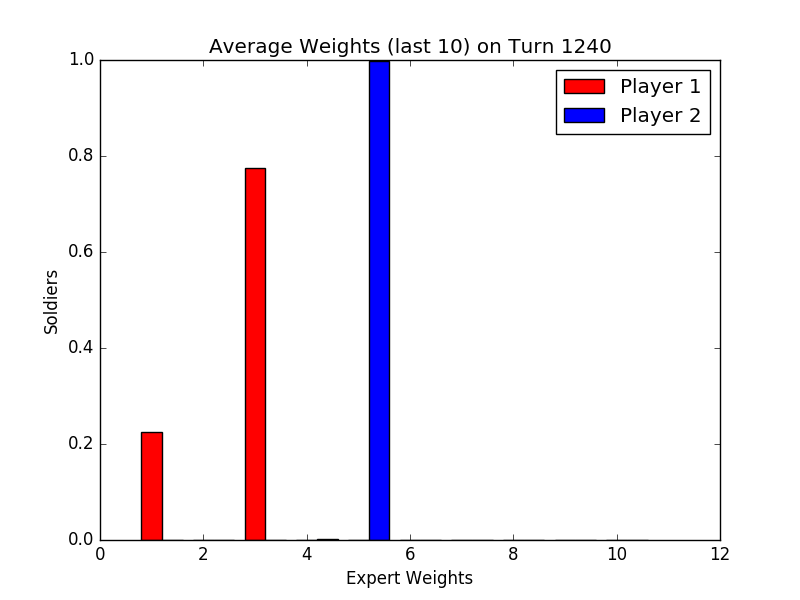 Average Weights (last 10) on Turn 1240
1.0
0.8
0.6
0.4
0.2
0.0
Soldiers
Player 1
Player 2
0 2 4 6 8 10 12
Expert Weights